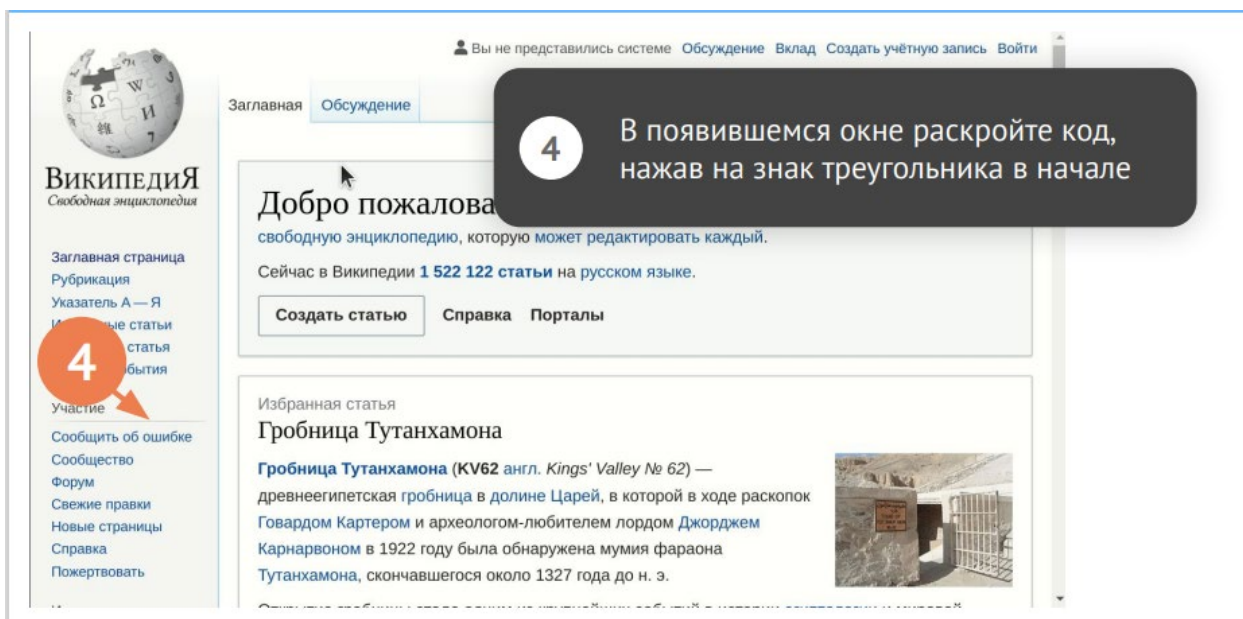 Вы не представились системе Обсуждение Вклад Создать учётную запись Войти
Заглавная Обсуждение
4
В появившемся окне раскройте код,
нажав на знак треугольника в начале
ВИКИПЕДИЯ
Свободная энциклопедия
Добро пожалова
свободную энциклопедию, которую может редактировать каждый.
Сейчас в Википедии 1 522 122 статьи на русском языке.
Создать статью Справка Порталы
Заглавная страница
Рубрикация
Указатель А — Я
статьи
статья
4
Участие
Сообщить об ошибке
Сообщество
Форум
Свежие правки
Новые страницы
Справка
Пожертвовать
Избранная статья
Гробница Тутанхамона
Гробница Тутанхамона (KV62 англ. Kings' Valley № 62) —
древнеегипетская гробница в долине Царей, в которой в ходе раскопок
Говардом Картером и археологом-любителем лордом Джорджем
Карнарвоном в 1922 году была обнаружена мумия фараона
Тутанхамона, скончавшегося около 1327 года до н. э.